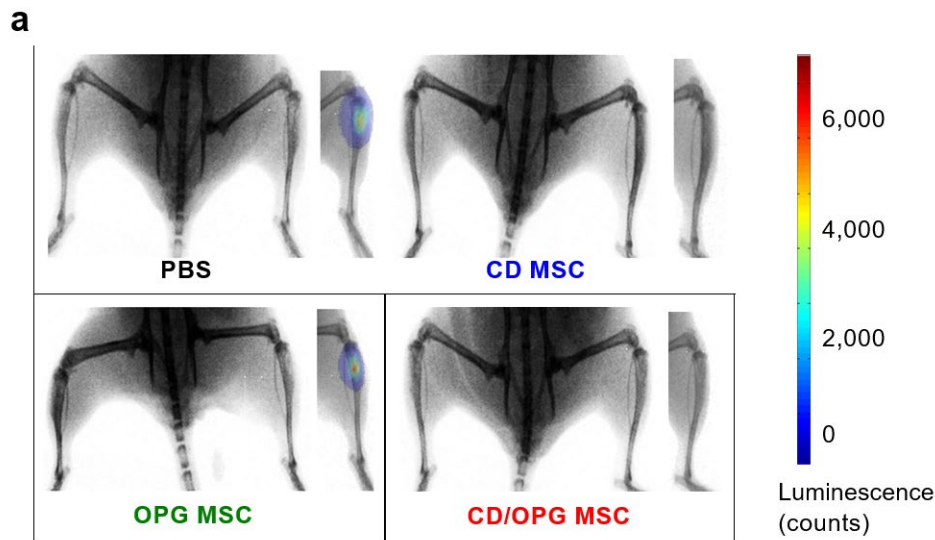 a
PBS
CD MSC
OPG MSC
CD/OPG MSC
6,000
4,000
2,000
0
Luminescence
(counts)